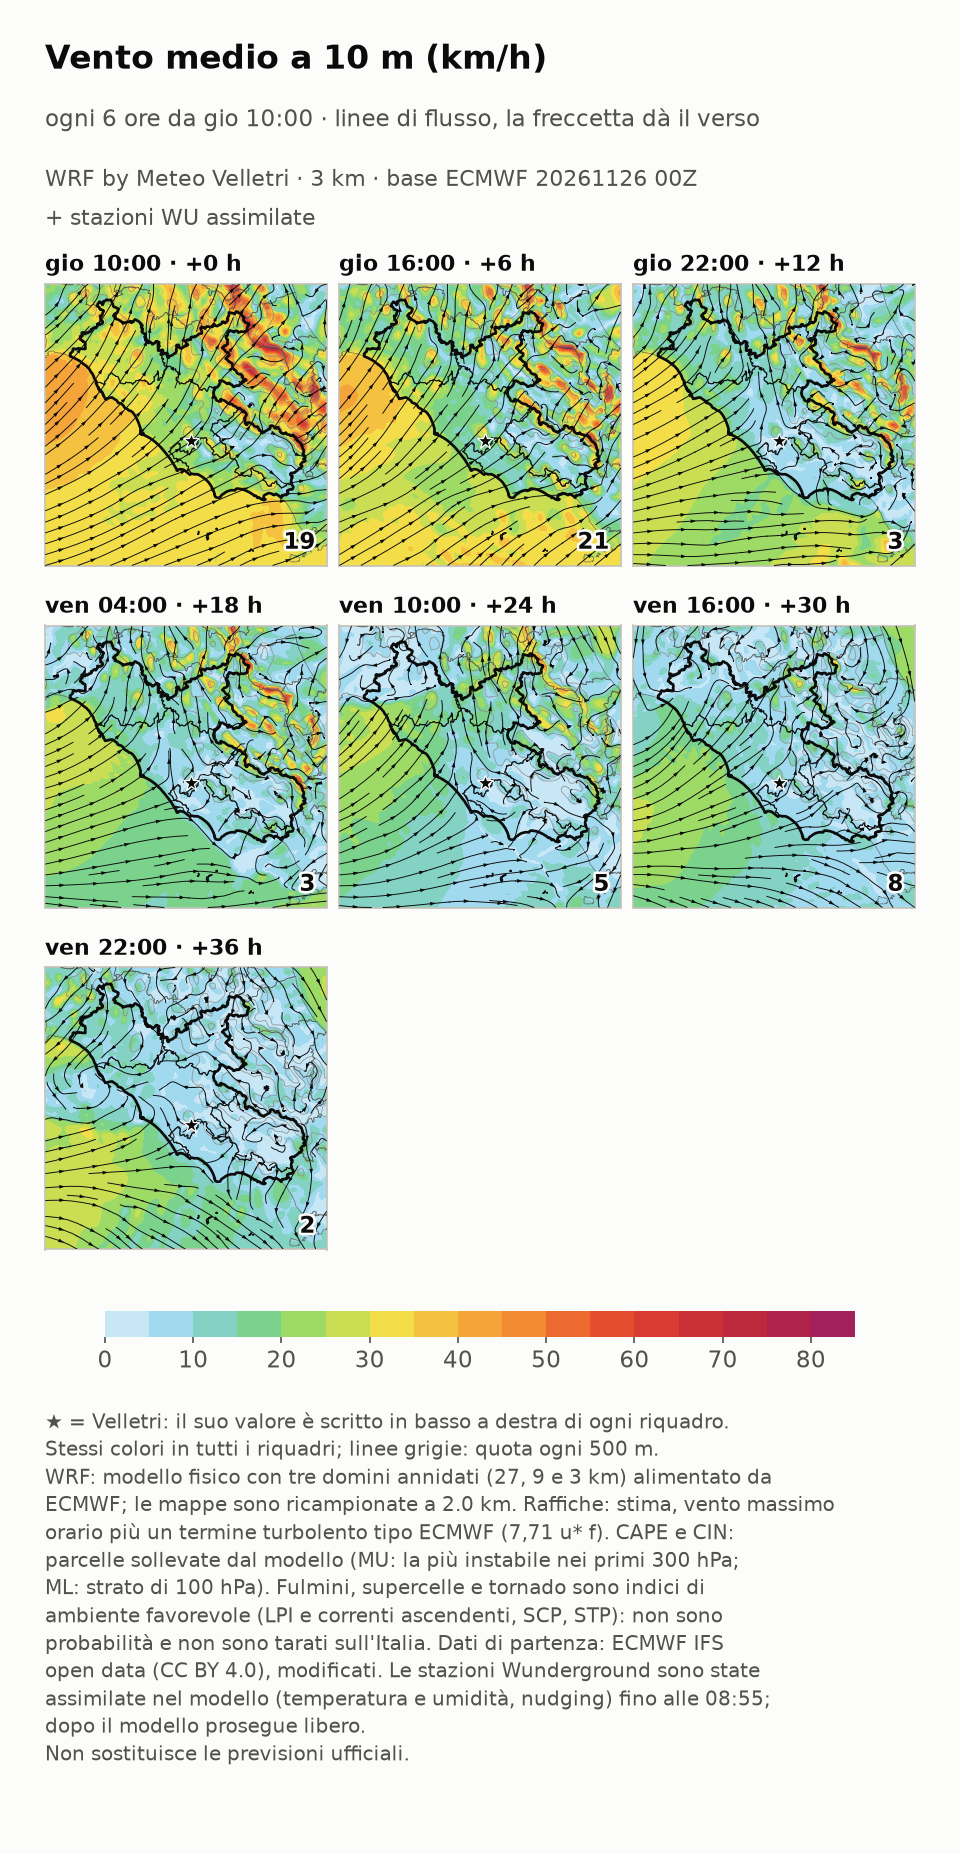 Vento medio a 10 m (km/h)
ogni 6 ore da gio 10:00 · linee di flusso, la freccetta dà il verso
WRF by Meteo Velletri · 3 km · base ECMWF 20261126 00Z
+ stazioni WU assimilate
gio 10:00 · +0 h
gio 16:00 · +6 h
gio 22:00 · +12 h
19
21
3
ven 04:00 · +18 h
ven 10:00 · +24 h
ven 16:00 · +30 h
3
5
8
ven 22:00 · +36 h
2
0 10 20 30 40 50 60 70 80
★ = Velletri: il suo valore è scritto in basso a destra di ogni riquadro.
Stessi colori in tutti i riquadri; linee grigie: quota ogni 500 m.
WRF: modello fisico con tre domini annidati (27, 9 e 3 km) alimentato da
ECMWF; le mappe sono ricampionate a 2.0 km. Raffiche: stima, vento massimo
orario più un termine turbolento tipo ECMWF (7,71 u* f). CAPE e CIN:
parcelle sollevate dal modello (MU: la più instabile nei primi 300 hPa;
ML: strato di 100 hPa). Fulmini, supercelle e tornado sono indici di
ambiente favorevole (LPI e correnti ascendenti, SCP, STP): non sono
probabilità e non sono tarati sull'Italia. Dati di partenza: ECMWF IFS
open data (CC BY 4.0), modificati. Le stazioni Wunderground sono state
assimilate nel modello (temperatura e umidità, nudging) fino alle 08:55;
dopo il modello prosegue libero.
Non sostituisce le previsioni ufficiali.